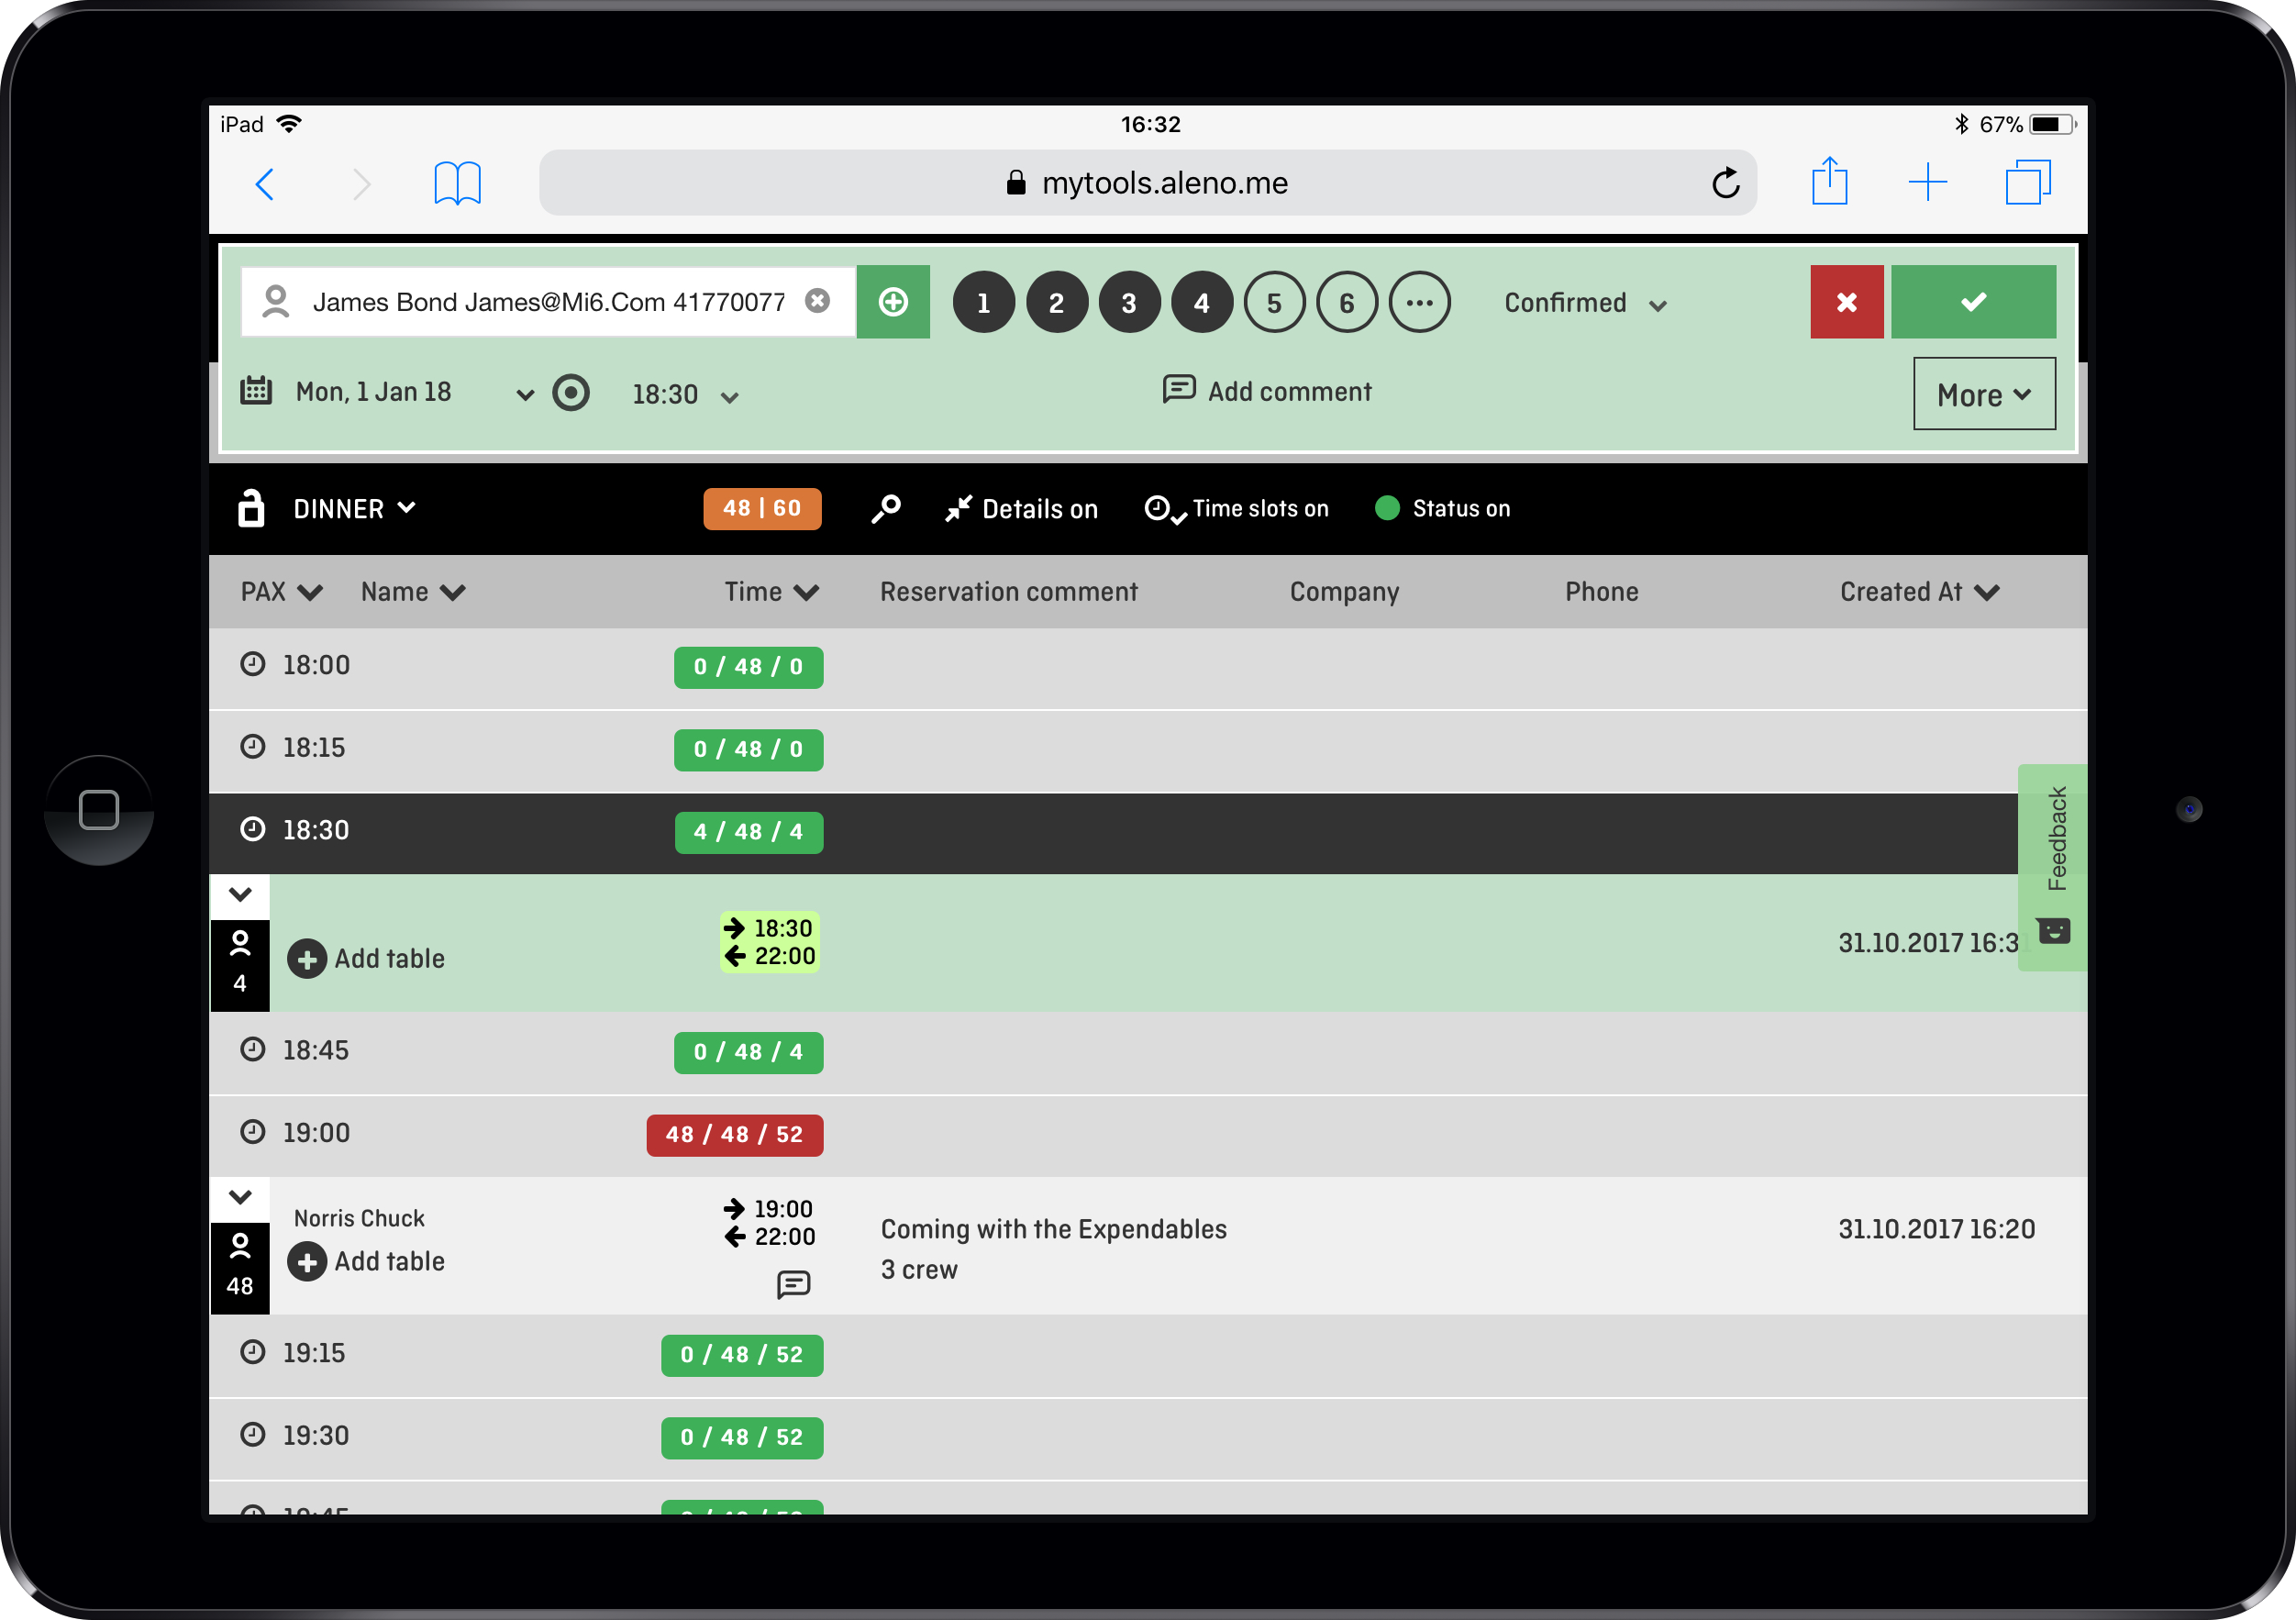 iPad 16:32 67%
mytools.aleno.me
James Bond James@Mi6.Com 41770077 1 2 3 4 5 6 ... Confirmed
Mon, 1 Jan 18 18:30 Add comment More
DINNER 48 | 60 Details on Time slots on Status on
PAX Name Time Reservation comment Company Phone Created At
18:00 0 / 48 / 0
18:15 0 / 48 / 0
18:30 4 / 48 / 4
Feedback
18:30
Add table 22:00 31.10.2017 16:3
4
18:45 0 / 48 / 4
19:00 48 / 48 / 52
Norris Chuck 19:00 Coming with the Expendables 31.10.2017 16:20
Add table 22:00 3 crew
48
19:15 0 / 48 / 52
19:30 0 / 48 / 52